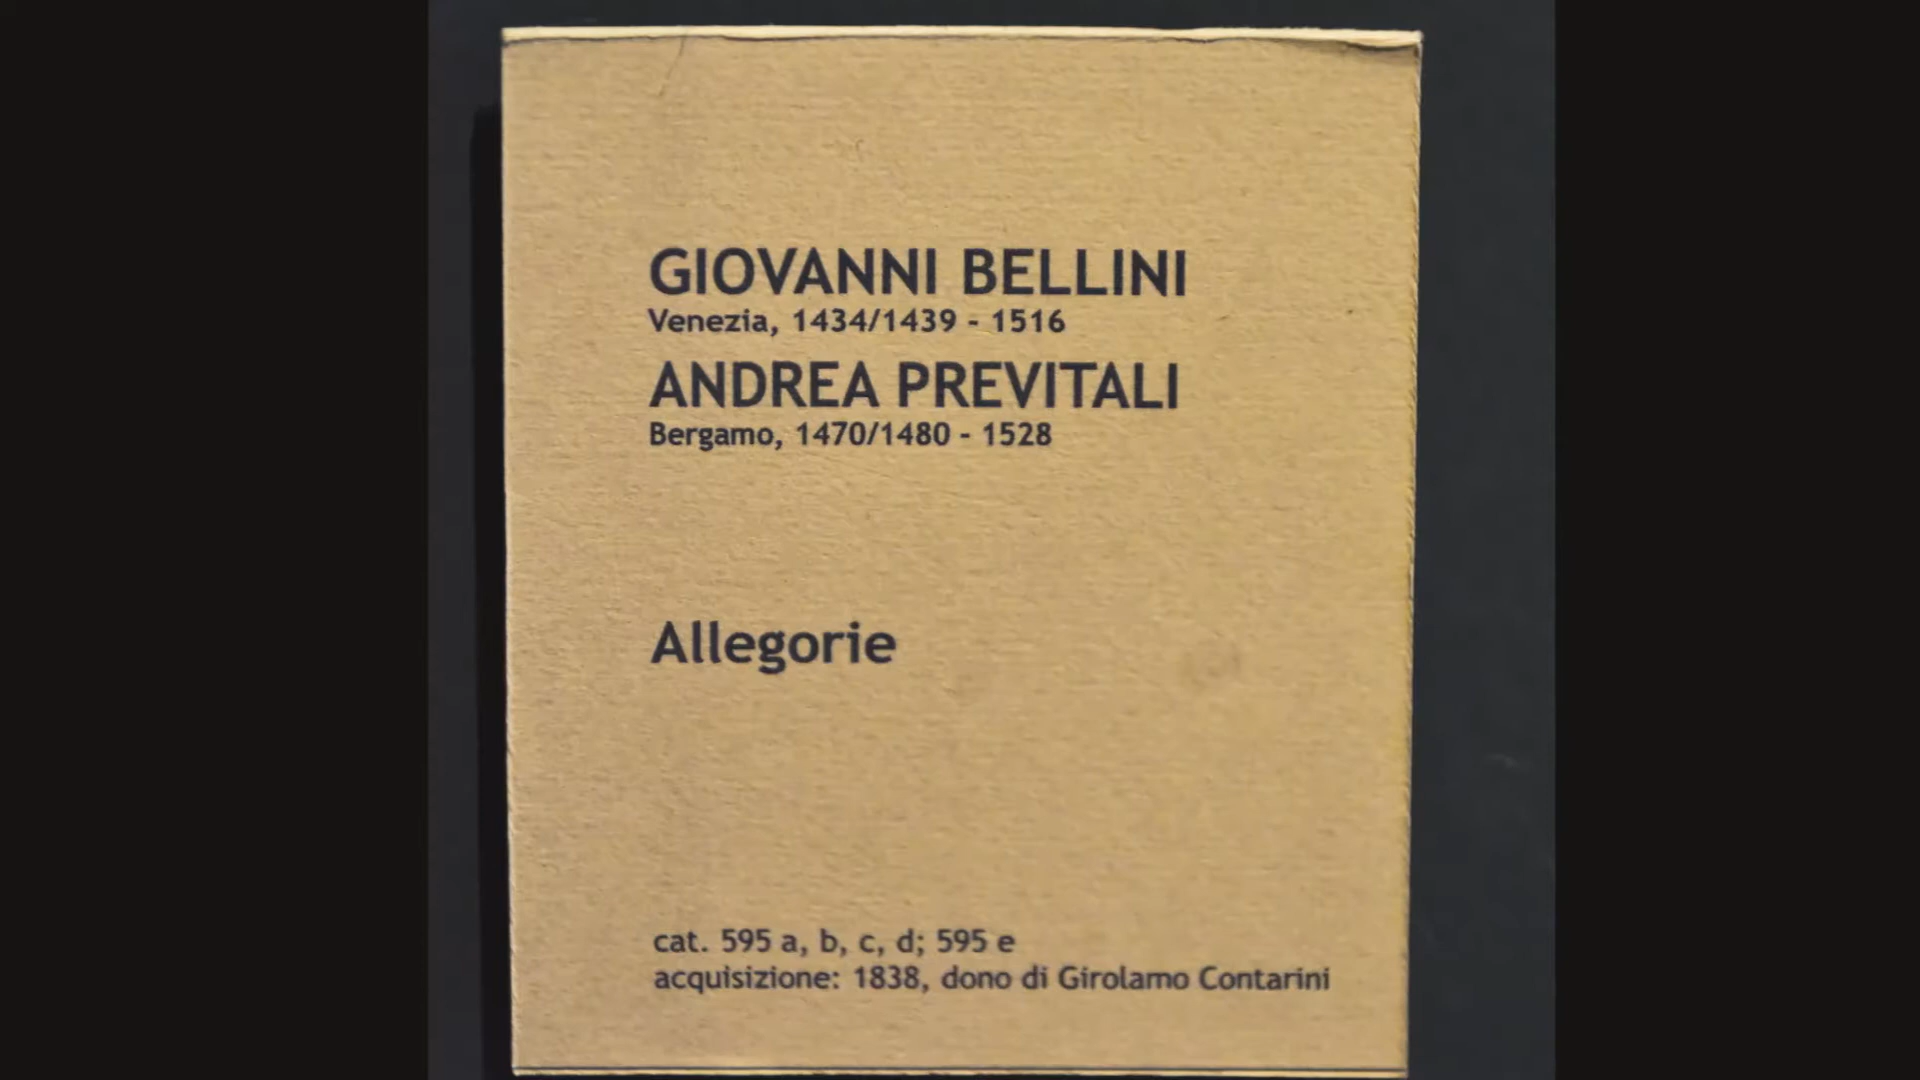 GIOVANNI BELLINI
Venezia, 1434/1439 - 1516
ANDREA PREVITALI
Bergamo, 1470/1480 - 1528
Allegorie
cat. 595 a, b, c, d; 595 e
acquisizione: 1838, dono di Girolamo Contarini